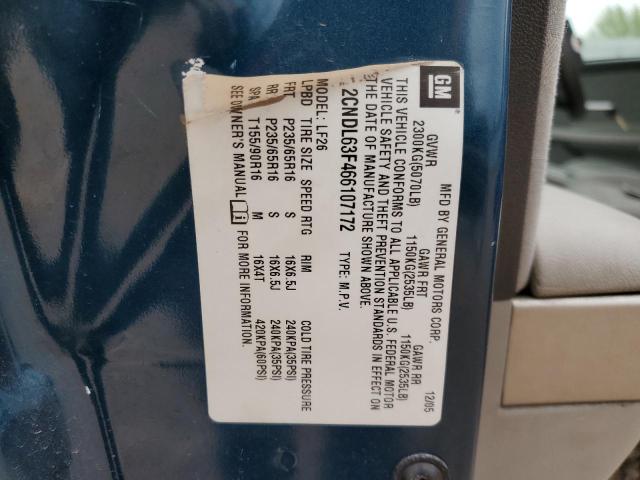 GM
MFD BY GENERAL MOTORS CORP. 12/05
GVWR GAWR FRT GAWR RR
2300KG(5070LB) 1150KG(2535LB) 1150KG(2535LB)
THIS VEHICLE CONFORMS TO ALL APPLICABLE U.S. FEDERAL MOTOR
VEHICLE SAFETY AND THEFT PREVENTION STANDARDS IN EFFECT ON
THE DATE OF MANUFACTURE SHOWN ABOVE.
2CNDL63F466107172 TYPE: M.P.V.
MODEL: LF26
LPBD TIRE SIZE SPEED RTG RIM COLD TIRE PRESSURE
FRT P235/65R16 S 16X6.5J 240KPA(35PSI)
RR P235/65R16 S 16X6.5J 240KPA(35PSI)
SPA T155/90R16 M 16X4T 420KPA(60PSI)
SEE OWNER'S MANUAL FOR MORE INFORMATION.